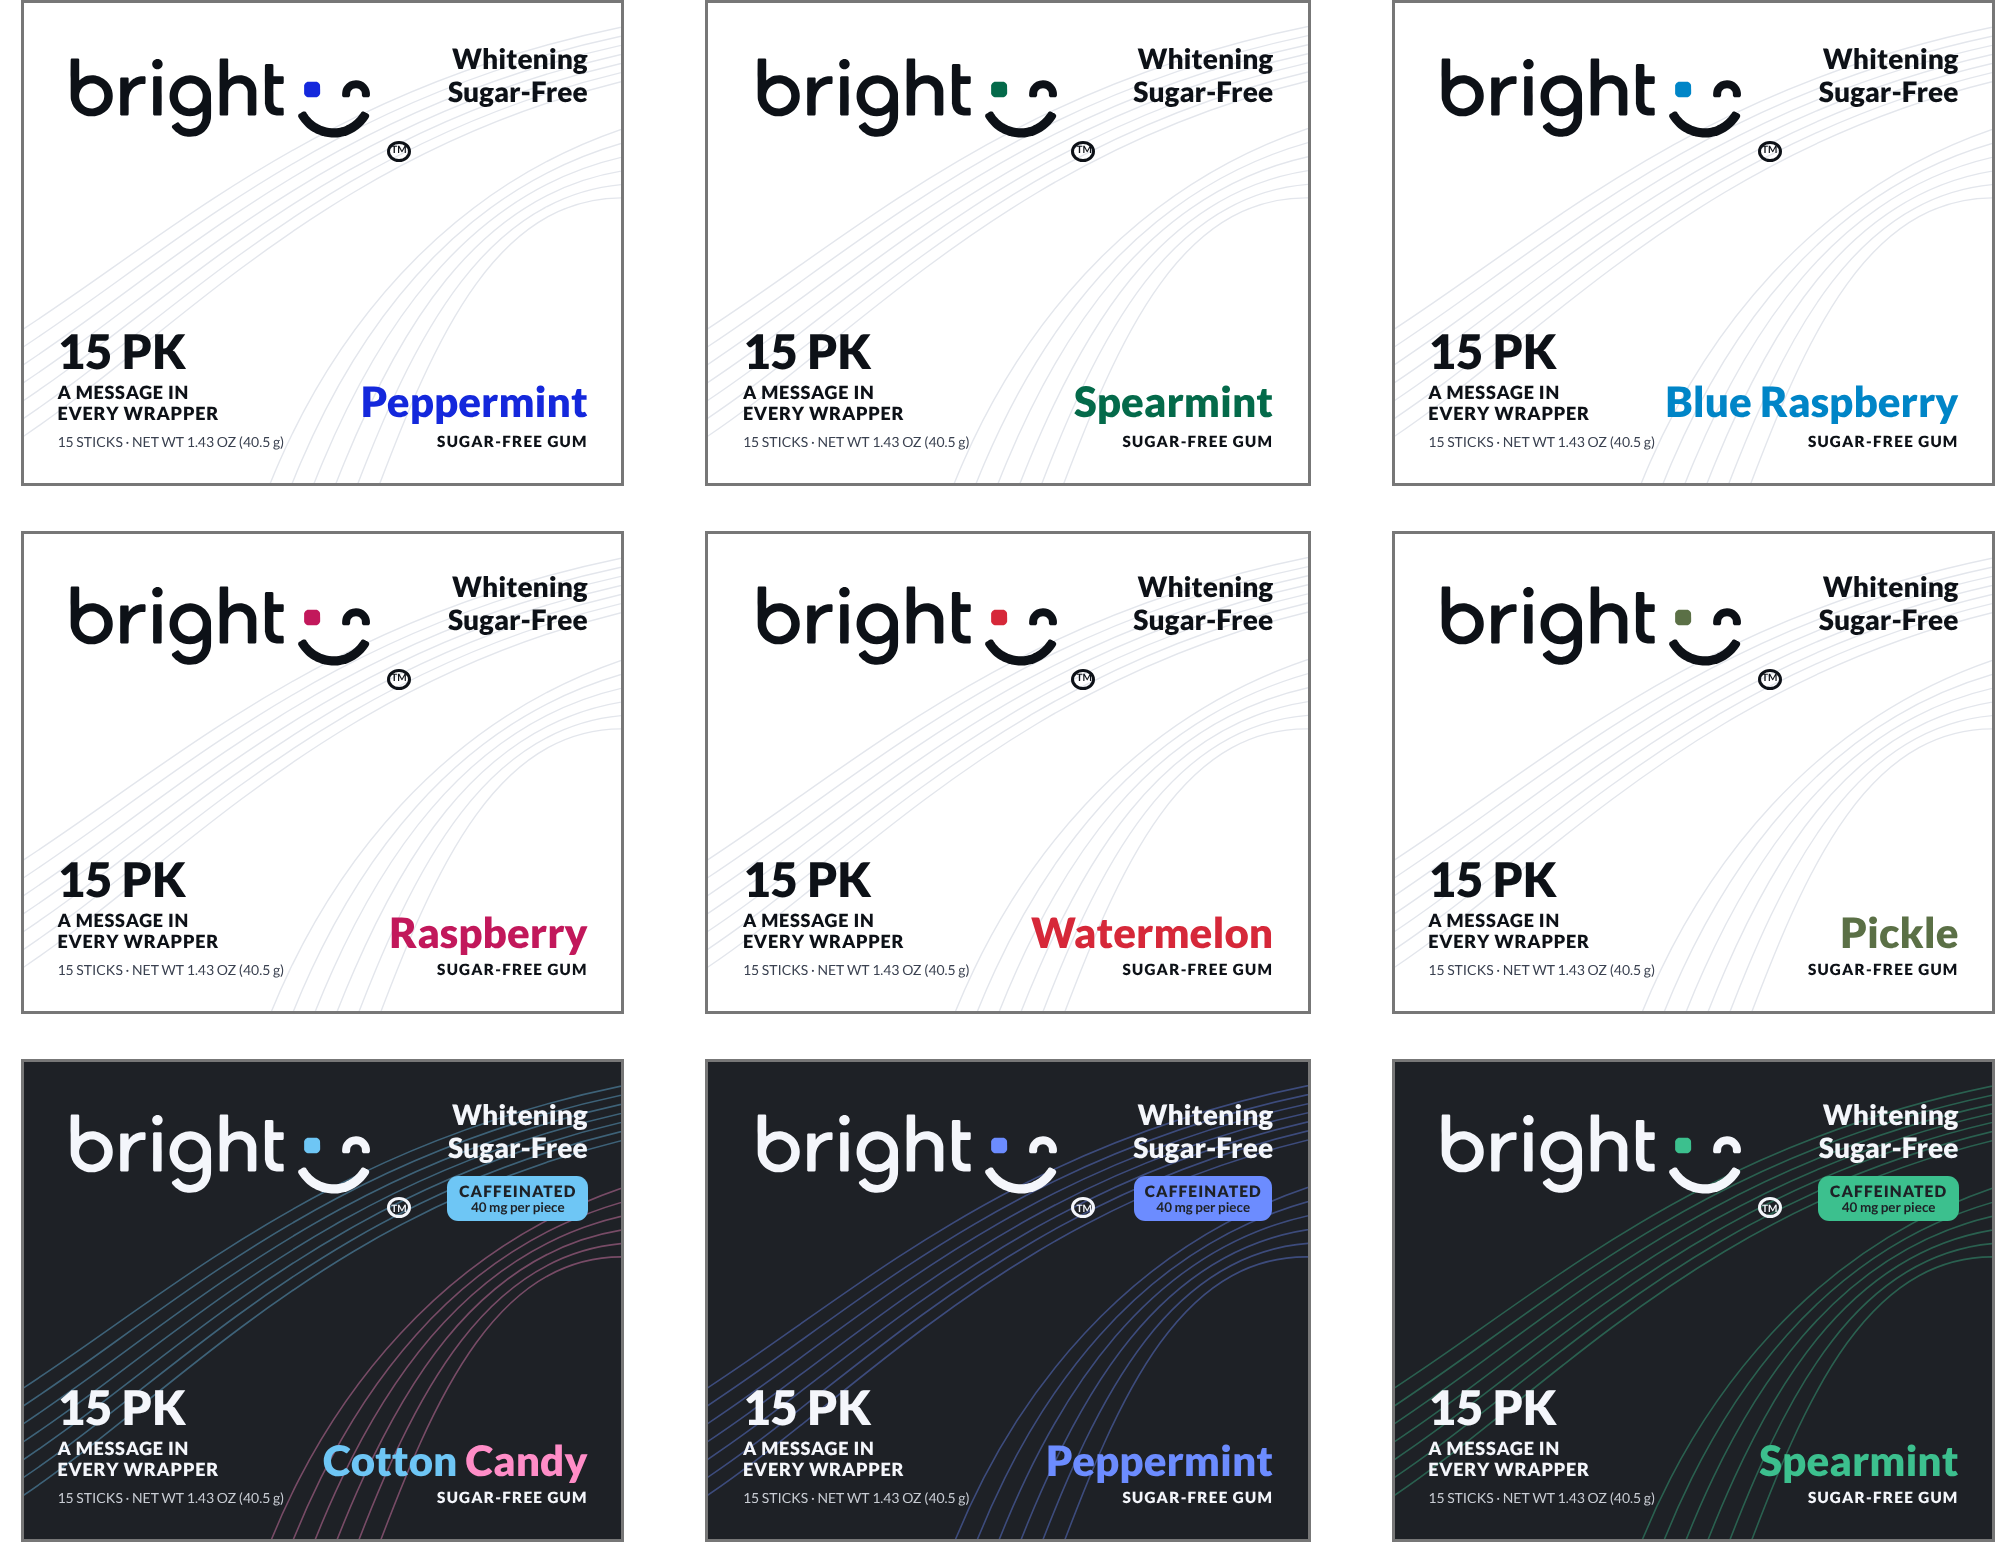 bright
TM
Whitening
Sugar-Free
15 PK
A MESSAGE IN
EVERY WRAPPER
15 STICKS · NET WT 1.43 OZ (40.5 g)
Peppermint
SUGAR-FREE GUM
bright
TM
Whitening
Sugar-Free
15 PK
A MESSAGE IN
EVERY WRAPPER
15 STICKS · NET WT 1.43 OZ (40.5 g)
Spearmint
SUGAR-FREE GUM
bright
TM
Whitening
Sugar-Free
15 PK
A MESSAGE IN
EVERY WRAPPER
15 STICKS · NET WT 1.43 OZ (40.5 g)
Blue Raspberry
SUGAR-FREE GUM
bright
TM
Whitening
Sugar-Free
15 PK
A MESSAGE IN
EVERY WRAPPER
15 STICKS · NET WT 1.43 OZ (40.5 g)
Raspberry
SUGAR-FREE GUM
bright
TM
Whitening
Sugar-Free
15 PK
A MESSAGE IN
EVERY WRAPPER
15 STICKS · NET WT 1.43 OZ (40.5 g)
Watermelon
SUGAR-FREE GUM
bright
TM
Whitening
Sugar-Free
15 PK
A MESSAGE IN
EVERY WRAPPER
15 STICKS · NET WT 1.43 OZ (40.5 g)
Pickle
SUGAR-FREE GUM
bright
TM
Whitening
Sugar-Free
CAFFEINATED
40 mg per piece
15 PK
A MESSAGE IN
EVERY WRAPPER
15 STICKS · NET WT 1.43 OZ (40.5 g)
Cotton Candy
SUGAR-FREE GUM
bright
TM
Whitening
Sugar-Free
CAFFEINATED
40 mg per piece
15 PK
A MESSAGE IN
EVERY WRAPPER
15 STICKS · NET WT 1.43 OZ (40.5 g)
Peppermint
SUGAR-FREE GUM
bright
TM
Whitening
Sugar-Free
CAFFEINATED
40 mg per piece
15 PK
A MESSAGE IN
EVERY WRAPPER
15 STICKS · NET WT 1.43 OZ (40.5 g)
Spearmint
SUGAR-FREE GUM